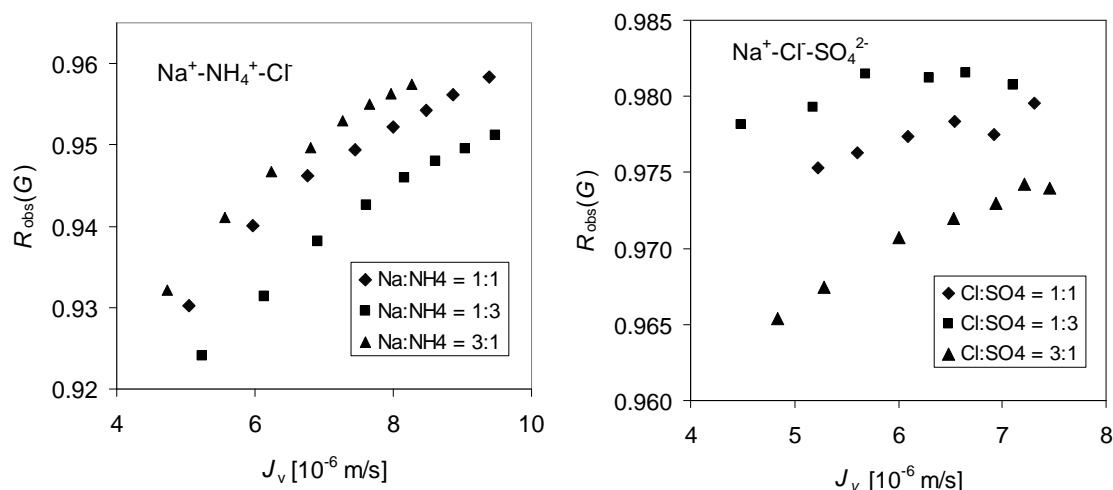 0.96
0.95
0.94
0.93
0.92
R_obs(G)
Na⁺-NH₄⁺-Cl⁻
Na:NH4 = 1:1
Na:NH4 = 1:3
Na:NH4 = 3:1
4 6 8 10
J_v [10⁻⁶ m/s]
0.985
0.980
0.975
0.970
0.965
0.960
R_obs(G)
Na⁺-Cl⁻-SO₄²⁻
Cl:SO4 = 1:1
Cl:SO4 = 1:3
Cl:SO4 = 3:1
4 5 6 7 8
J_v [10⁻⁶ m/s]